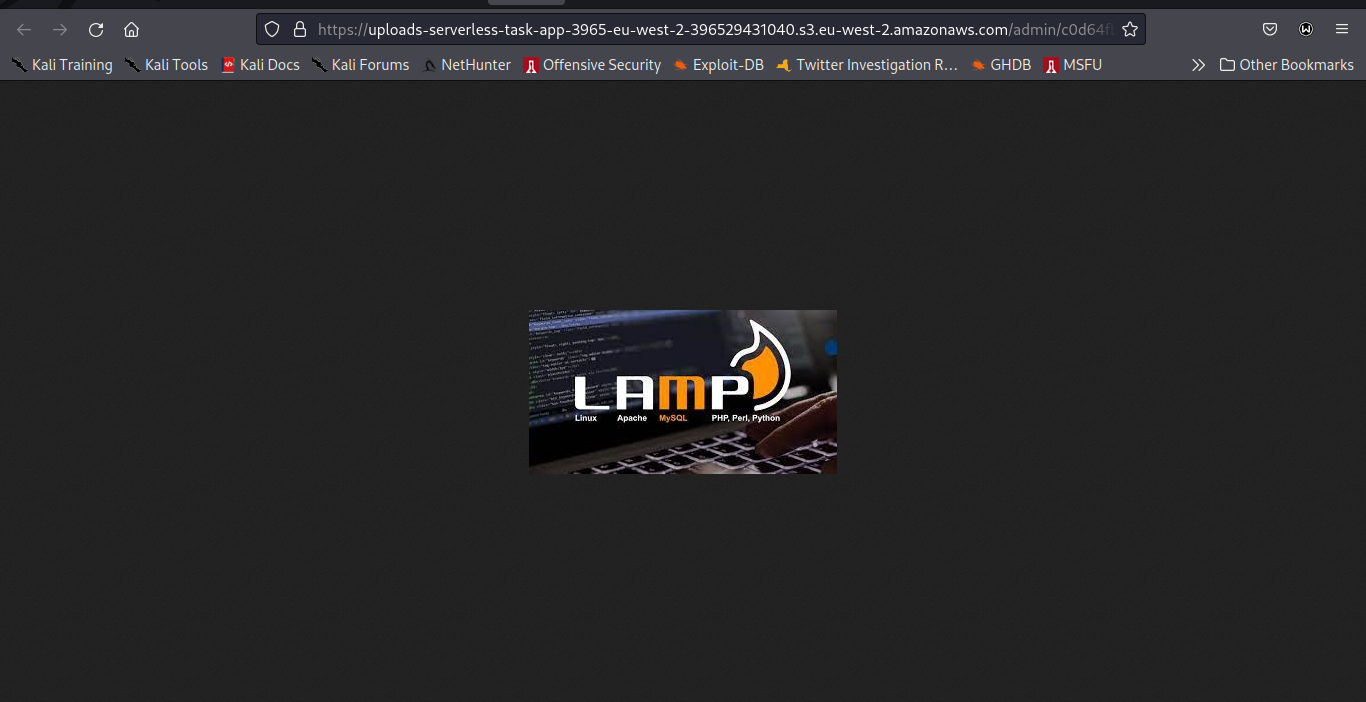 https://uploads-serverless-task-app-3965-eu-west-2-396529431040.s3.eu-west-2.amazonaws.com/admin/c0d64f
Kali Training Kali Tools Kali Docs Kali Forums NetHunter Offensive Security Exploit-DB Twitter Investigation R… GHDB MSFU Other Bookmarks
LAMP
Linux Apache MySQL PHP, Perl, Python